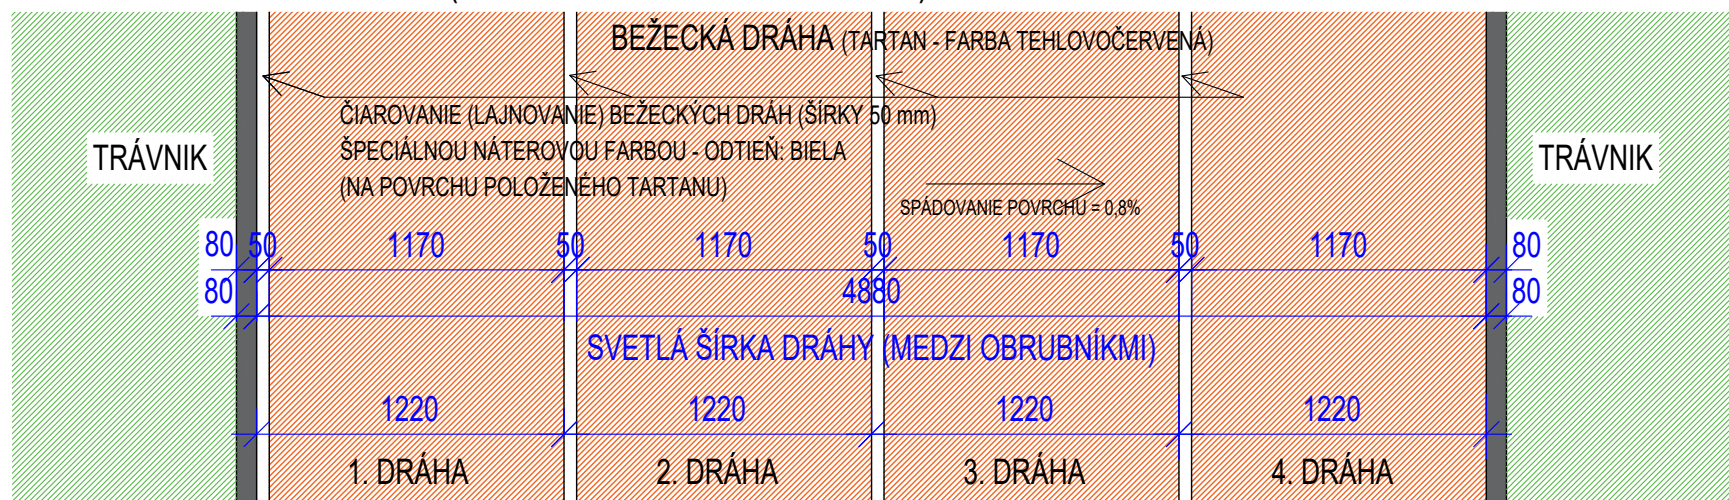 BEŽECKÁ DRÁHA (TARTAN - FARBA TEHLOVOČERVENÁ)
ČIAROVANIE (LAJNOVANIE) BEŽECKÝCH DRÁH (ŠÍRKY 50 mm)
ŠPECIÁLNOU NÁTEROVOU FARBOU - ODTIEŇ: BIELA
(NA POVRCHU POLOŽENÉHO TARTANU)
TRÁVNIK
TRÁVNIK
SPÁDOVANIE POVRCHU = 0,8%
80 50 1170 50 1170 50 1170 50 1170 80
80 4880 80
SVETLÁ ŠÍRKA DRÁHY (MEDZI OBRUBNÍKMI)
1220 1220 1220 1220
1. DRÁHA 2. DRÁHA 3. DRÁHA 4. DRÁHA